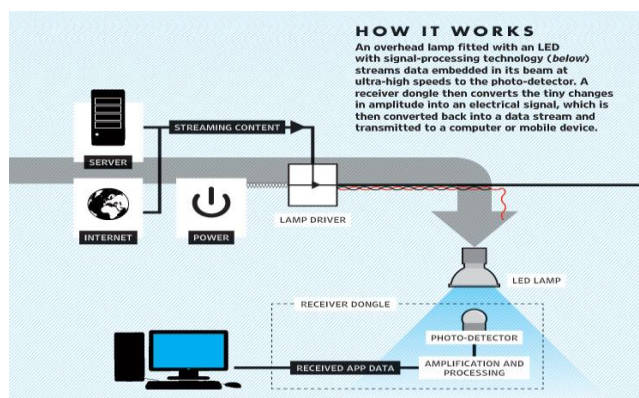 HOW IT WORKS
An overhead lamp fitted with an LED
with signal-processing technology (below)
streams data embedded in its beam at
ultra-high speeds to the photo-detector. A
receiver dongle then converts the tiny changes
in amplitude into an electrical signal, which is
then converted back into a data stream and
transmitted to a computer or mobile device.
STREAMING CONTENT
SERVER
INTERNET
POWER
LAMP DRIVER
LED LAMP
RECEIVER DONGLE
PHOTO-DETECTOR
RECEIVED APP DATA
AMPLIFICATION AND
PROCESSING